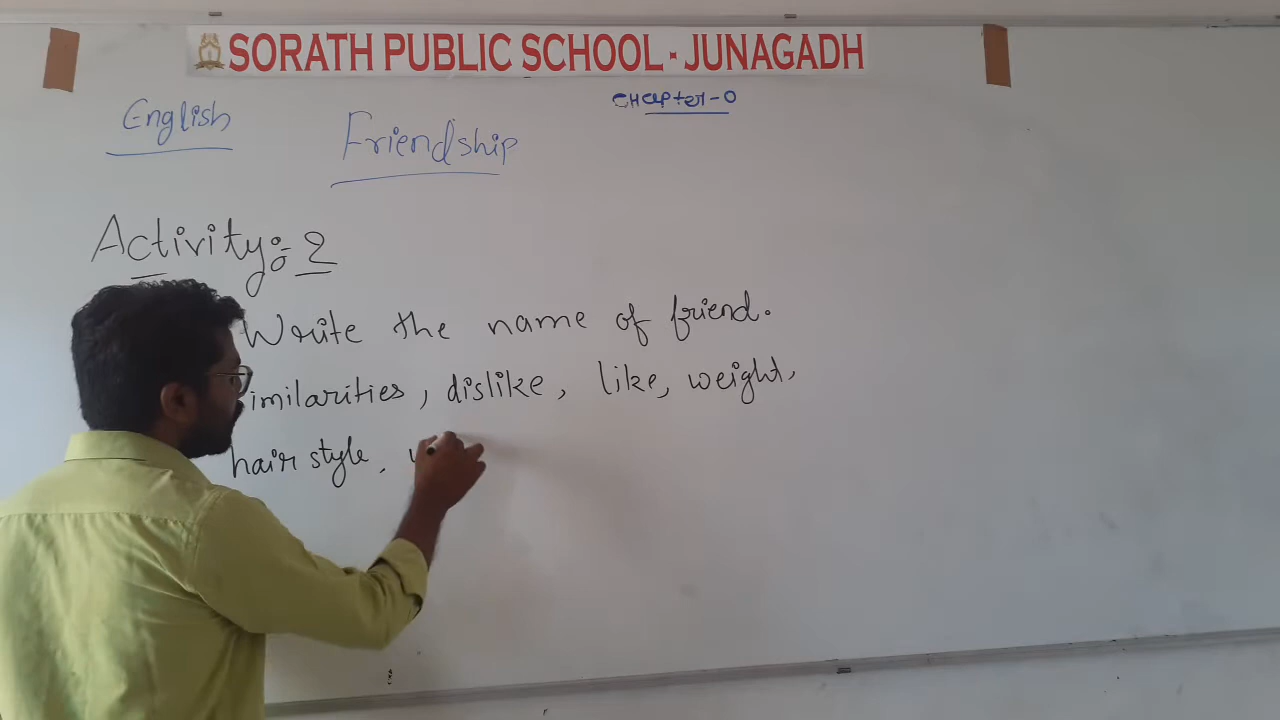 SORATH PUBLIC SCHOOL - JUNAGADH
CHapter-0
English
Friendship
Activity:- 2
Write the name of friend.
imilarities, dislike, like, weight,
hair style,